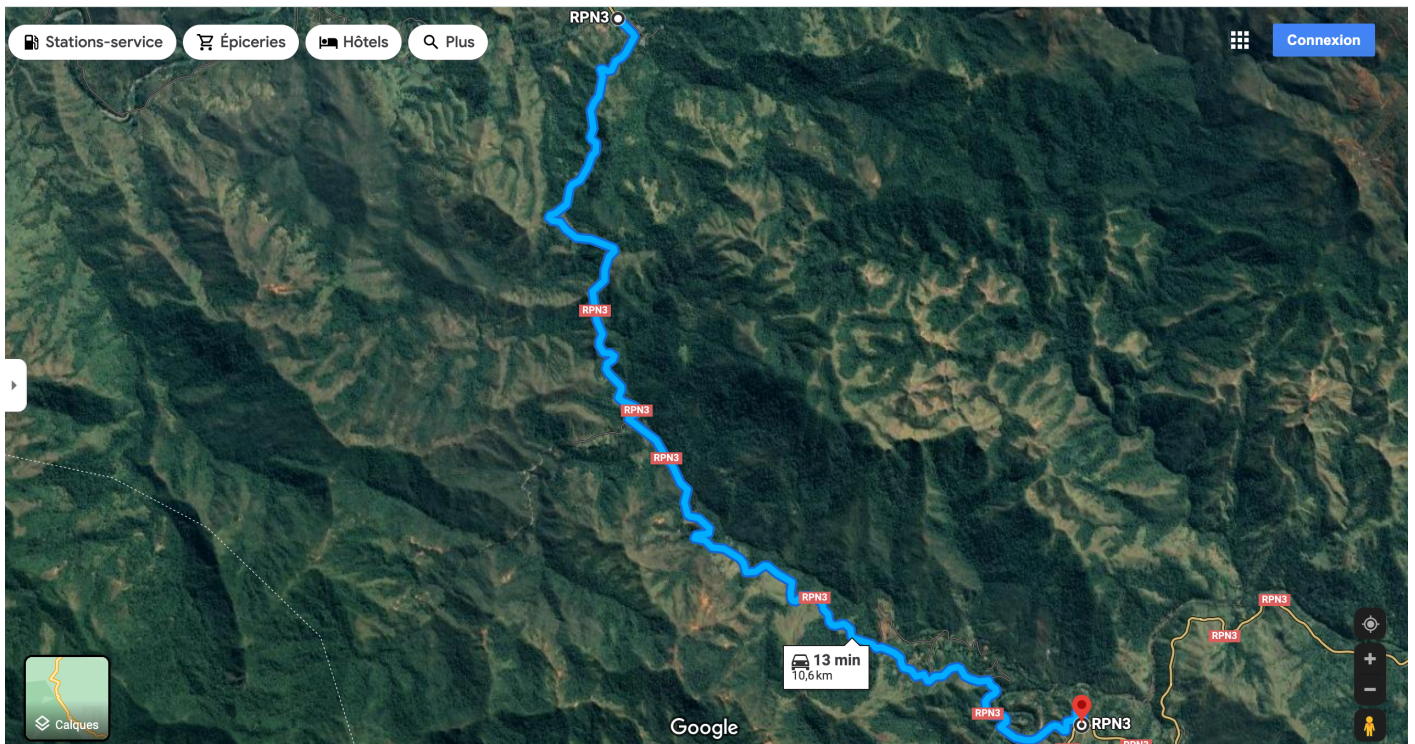 RPN3
Stations-service
Épiceries
Hôtels
Plus
Connexion
RPN3
RPN3
RPN3
RPN3
RPN3
RPN3
13 min
10,6 km
RPN3
RPN3
Calques
Google
RPN3